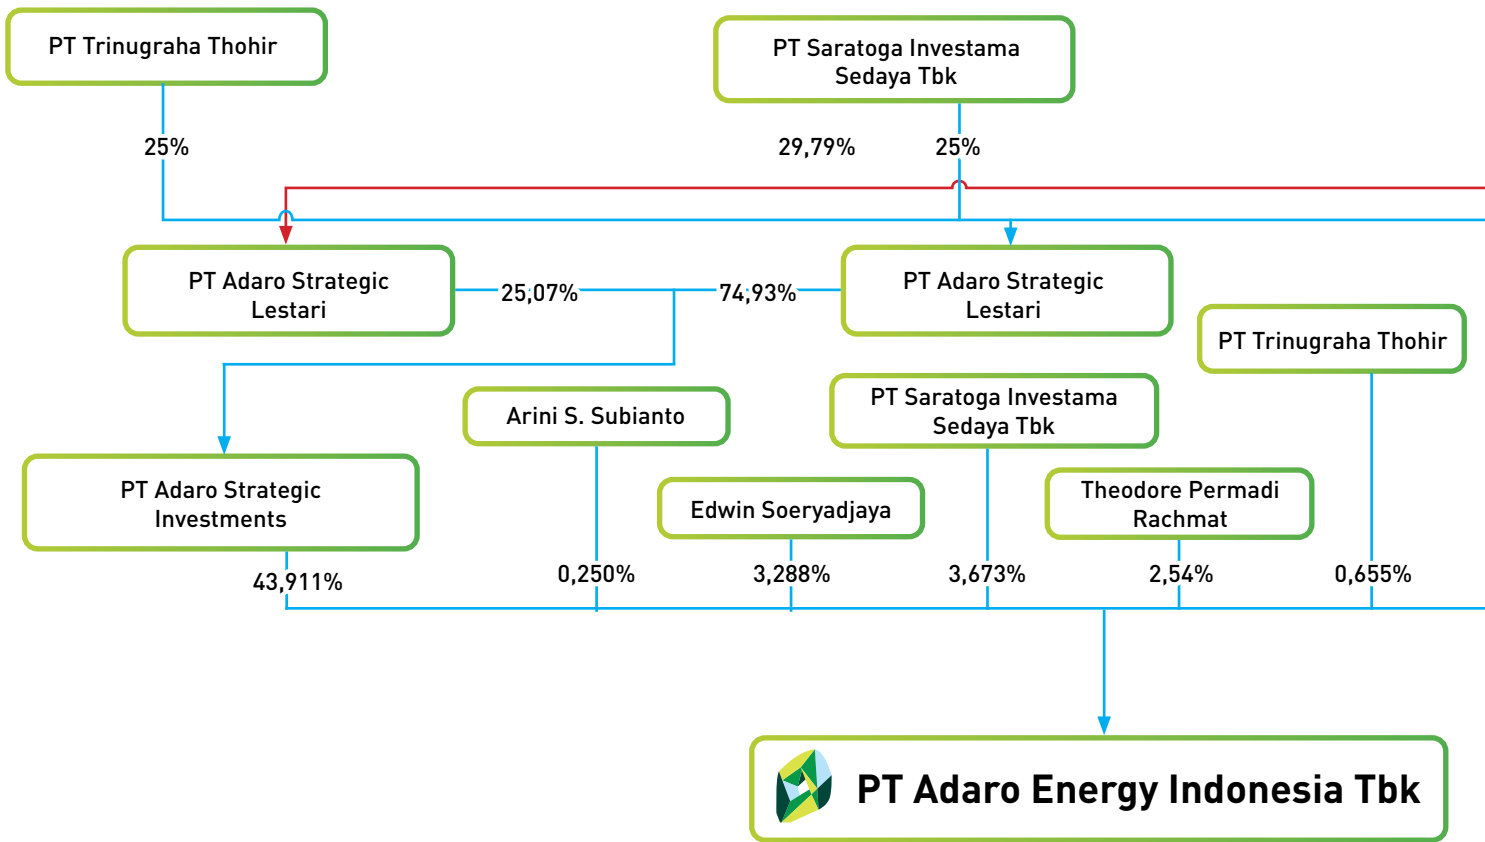 PT Trinugraha Thohir
PT Saratoga Investama
Sedaya Tbk
25%
29,79%
25%
PT Adaro Strategic
Lestari
25,07%
74,93%
PT Adaro Strategic
Lestari
PT Trinugraha Thohir
Arini S. Subianto
PT Saratoga Investama
Sedaya Tbk
PT Adaro Strategic
Investments
Edwin Soeryadjaya
Theodore Permadi
Rachmat
43,911%
0,250%
3,288%
3,673%
2,54%
0,655%
PT Adaro Energy Indonesia Tbk